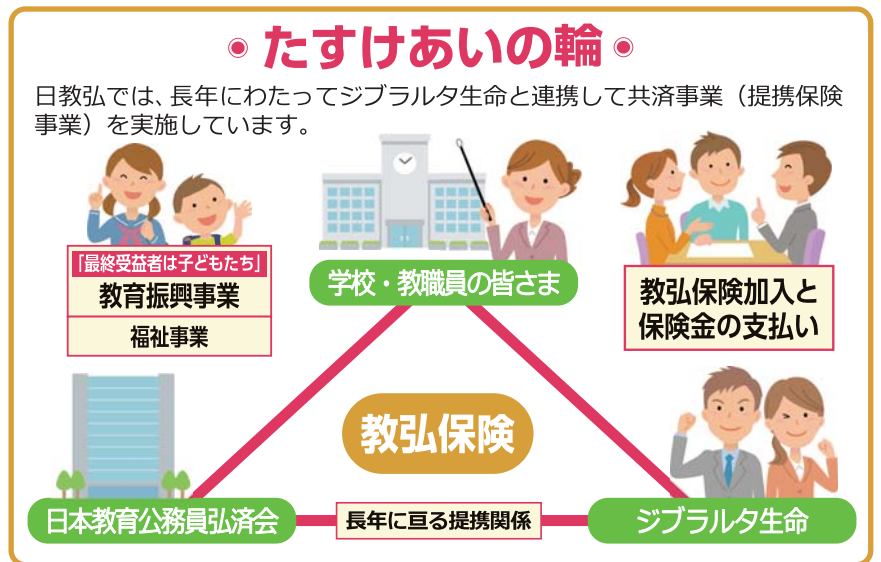 たすけあいの輪
日教弘では、長年にわたってジブラルタ生命と連携して共済事業（提携保険
事業）を実施しています。
「最終受益者は子どもたち」
教育振興事業
福祉事業
学校・教職員の皆さま
教弘保険加入と
保険金の支払い
教弘保険
日本教育公務員弘済会
長年に亘る提携関係
ジブラルタ生命